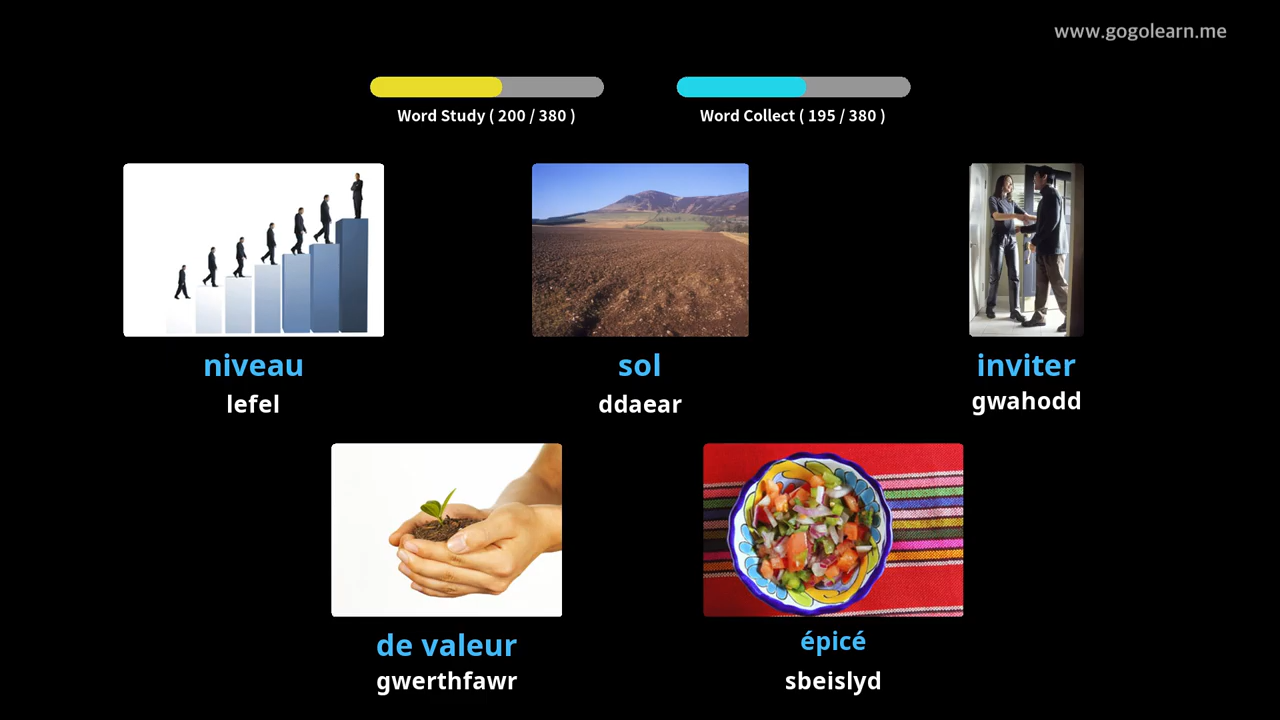 www.gogolearn.me
Word Study ( 200 / 380 )
Word Collect ( 195 / 380 )
niveau
lefel
sol
ddaear
inviter
gwahodd
de valeur
gwerthfawr
épicé
sbeislyd